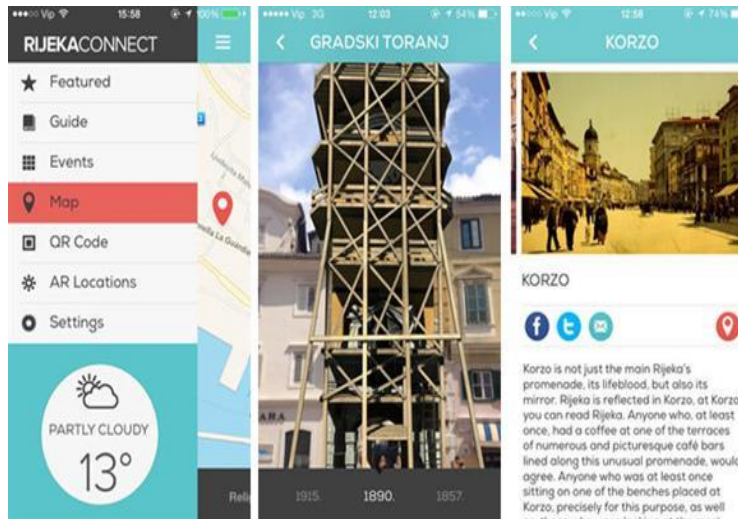 Vip 15:58 100%
RIJEKACONNECT
Featured
Guide
Events
Map
QR Code
AR Locations
Settings
PARTLY CLOUDY
13°
Vip 3G 12:03 54%
GRADSKI TORANJ
1915. 1890. 1857.
Vip 12:58 74%
KORZO
KORZO
Korzo is not just the main Rijeka's
promenade, its lifeblood, but also its
mirror. Rijeka is reflected in Korzo, at Korzo
you can read Rijeka. Anyone who, at least
once, had a coffee at one of the terraces
of numerous and picturesque café bars
lined along this unusual promenade, would
agree. Anyone who was at least once
sitting on one of the benches placed at
Korzo, precisely for this purpose, as well